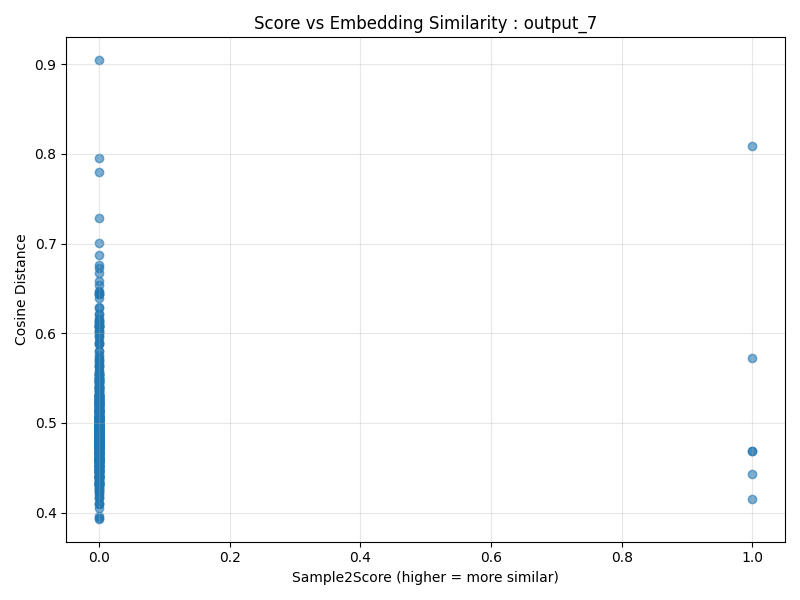 Score vs Embedding Similarity : output_7
Cosine Distance
0.9
0.8
0.7
0.6
0.5
0.4
0.0 0.2 0.4 0.6 0.8 1.0
Sample2Score (higher = more similar)